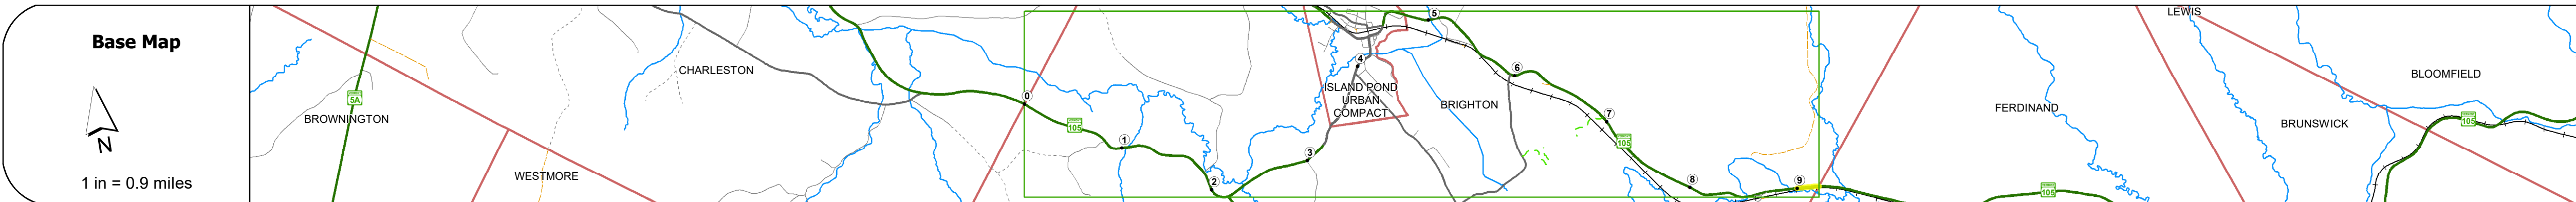 Base Map
N
1 in = 0.9 miles
5A
BROWNINGTON
WESTMORE
CHARLESTON
0
105
1
2
3
4
ISLAND POND
URBAN
COMPACT
5
BRIGHTON
6
7
105
8
9
FERDINAND
105
LEWIS
BRUNSWICK
BLOOMFIELD
105